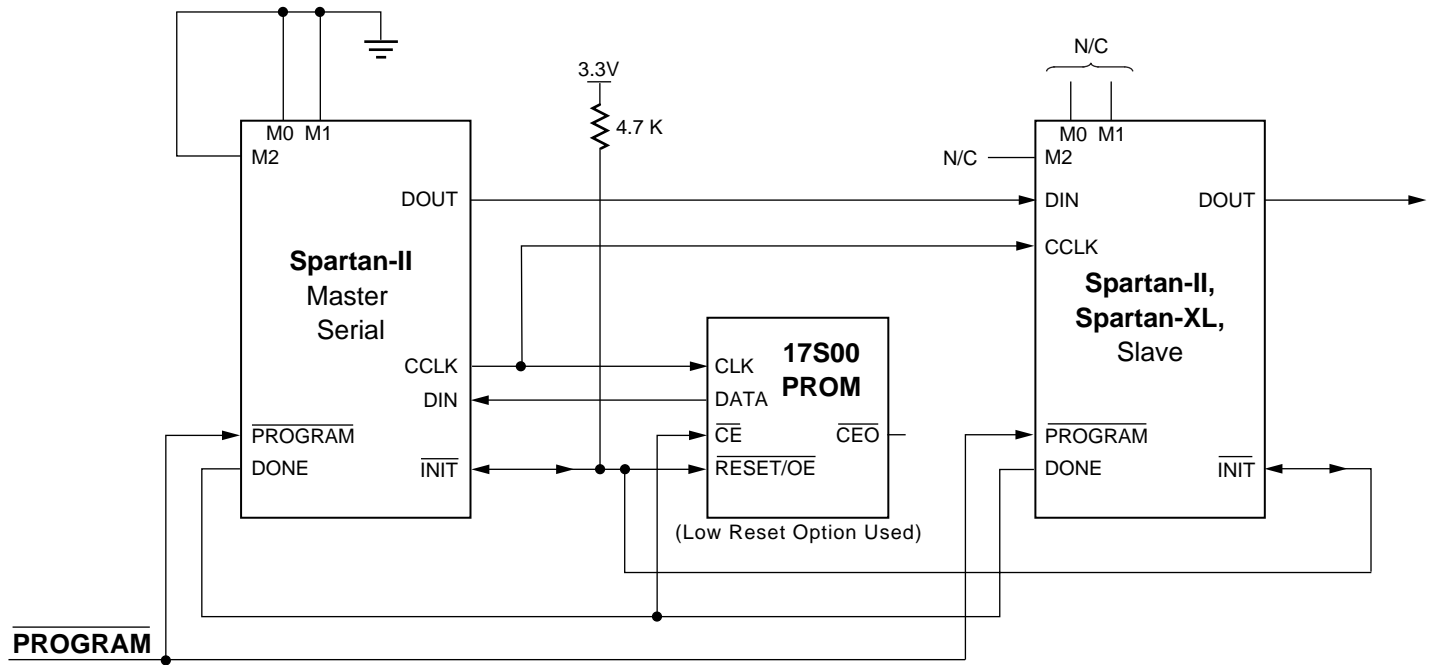 N/C
3.3V
4.7 K
M0 M1
M2
DOUT
Spartan-II
Master
Serial
CCLK
DIN
PROGRAM
DONE
INIT
17S00
PROM
CLK
DATA
CE
CEO
RESET/OE
(Low Reset Option Used)
M0 M1
N/C
M2
DIN
DOUT
CCLK
Spartan-II,
Spartan-XL,
Slave
PROGRAM
DONE
INIT
PROGRAM